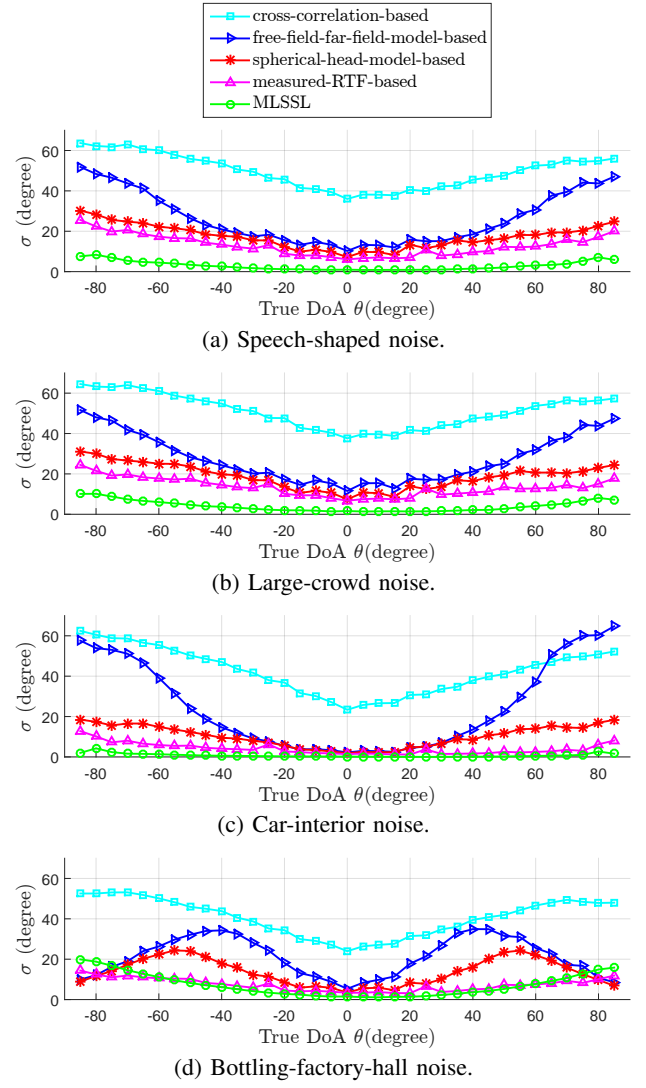 cross-correlation-based
free-field-far-field-model-based
spherical-head-model-based
measured-RTF-based
MLSSL
60
40
20
0
σ (degree)
-80 -60 -40 -20 0 20 40 60 80
True DoA θ(degree)
(a) Speech-shaped noise.
60
40
20
0
σ (degree)
-80 -60 -40 -20 0 20 40 60 80
True DoA θ(degree)
(b) Large-crowd noise.
60
40
20
0
σ (degree)
-80 -60 -40 -20 0 20 40 60 80
True DoA θ(degree)
(c) Car-interior noise.
60
40
20
0
σ (degree)
-80 -60 -40 -20 0 20 40 60 80
True DoA θ(degree)
(d) Bottling-factory-hall noise.